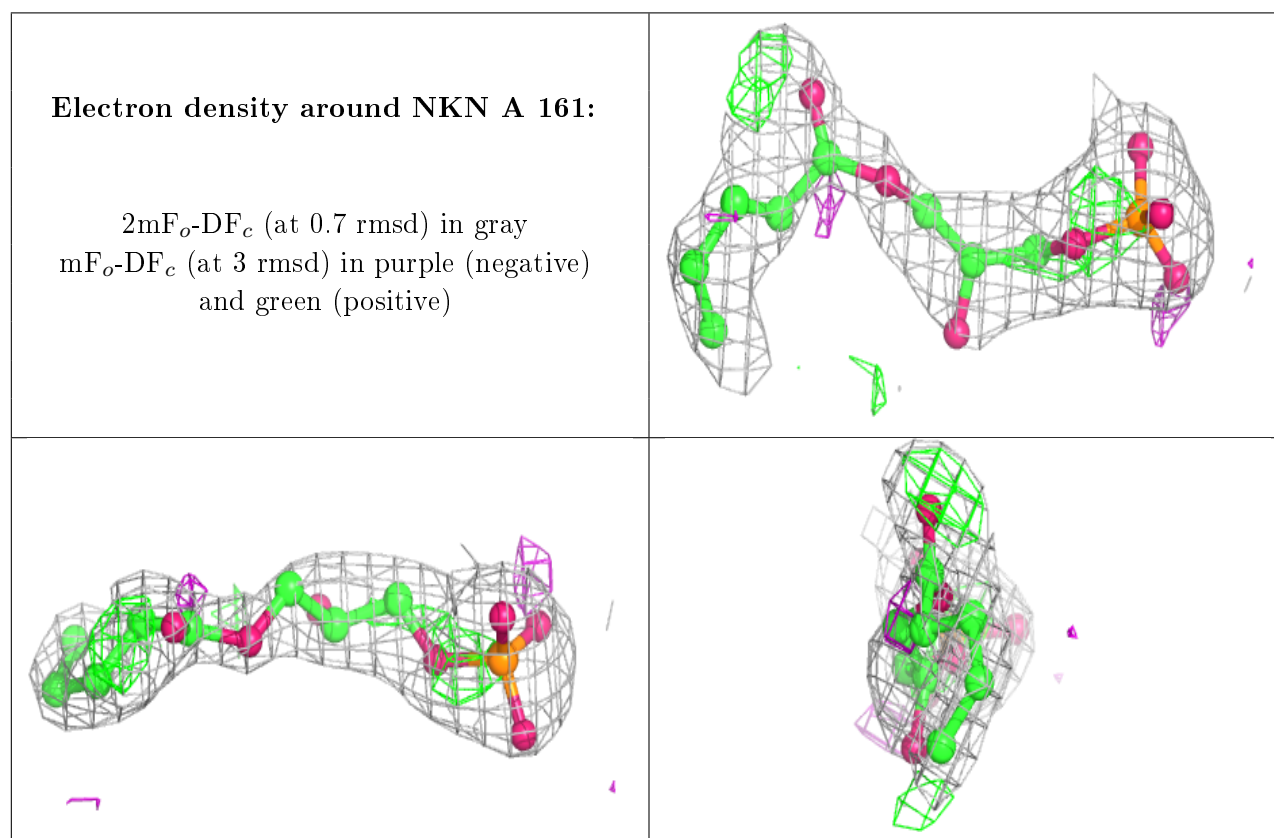 Electron density around NKN A 161:
2mFo-DFc (at 0.7 rmsd) in gray
mFo-DFc (at 3 rmsd) in purple (negative)
and green (positive)